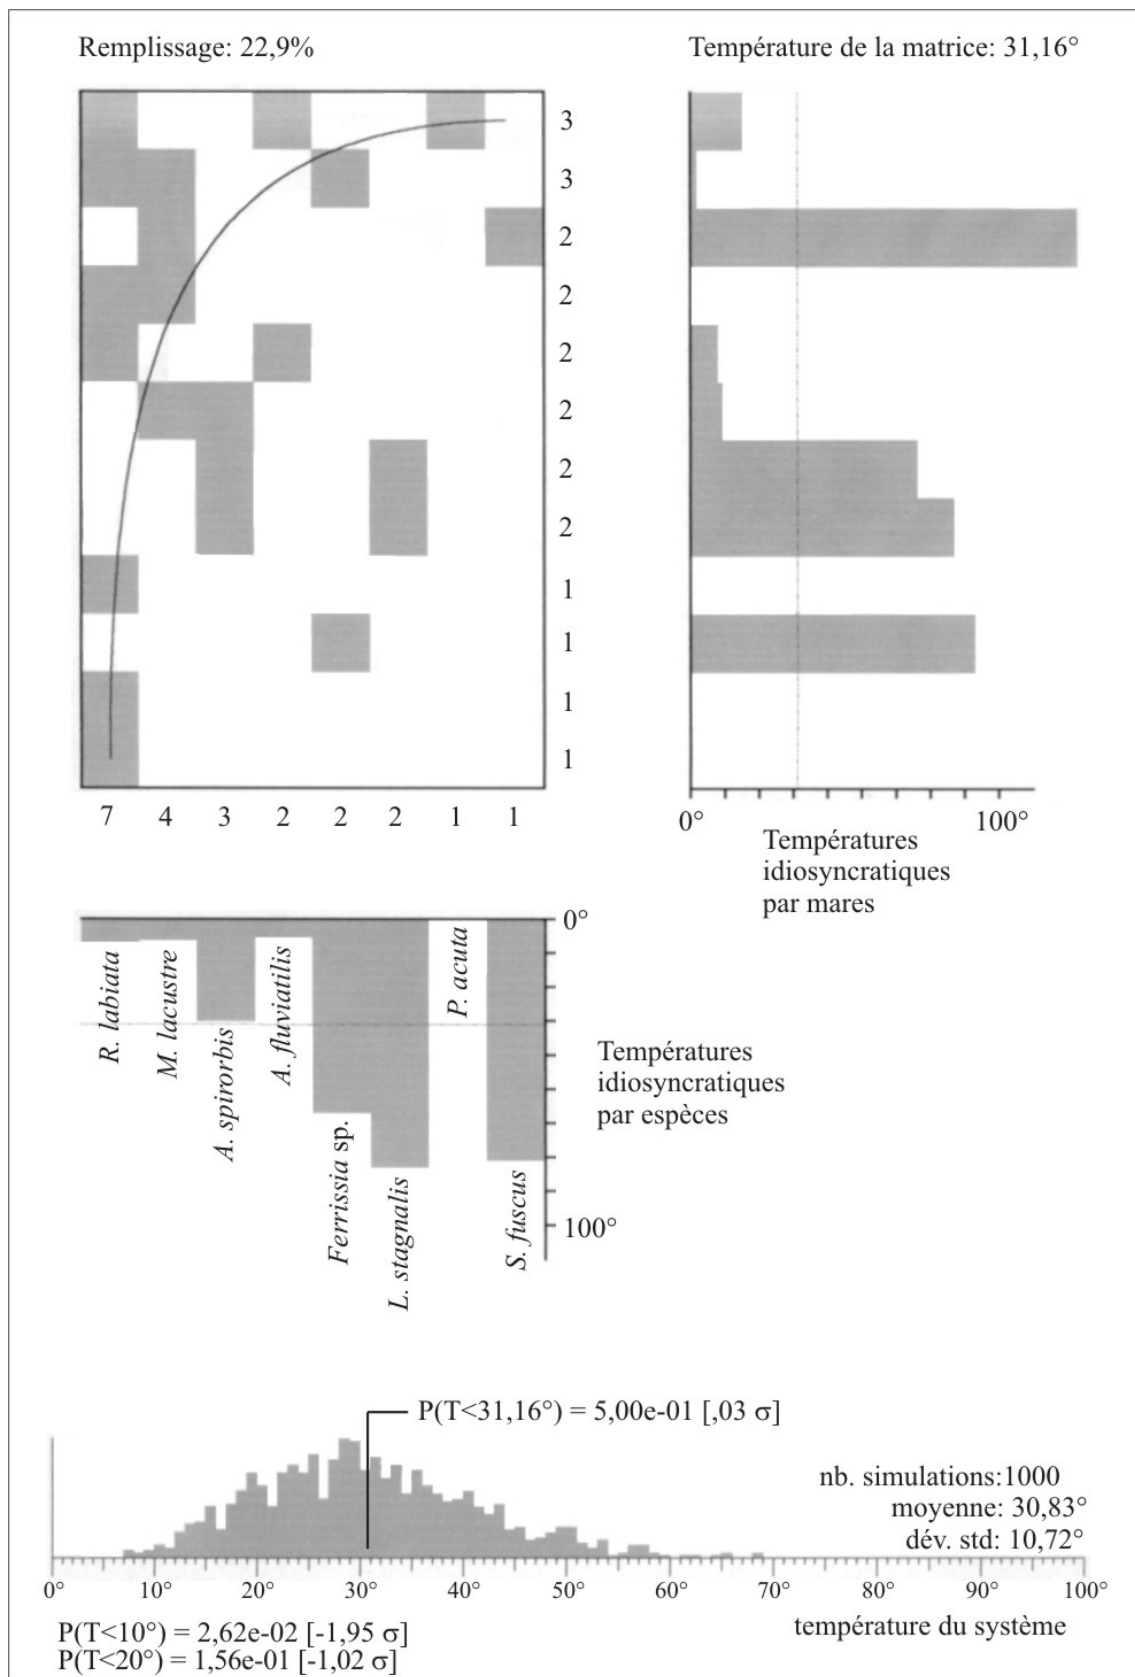 Remplissage: 22,9%
Température de la matrice: 31,16°
3
3
2
2
2
2
2
2
1
1
1
1
7 4 3 2 2 2 1 1
0° 100°
Températures
idiosyncratiques
par mares
0°
100°
R. labiata
M. lacustre
A. spirorbis
A. fluviatilis
Ferrissia sp.
L. stagnalis
P. acuta
S. fuscus
Températures
idiosyncratiques
par espèces
P(T<31,16°) = 5,00e-01 [,03 σ]
nb. simulations:1000
moyenne: 30,83°
dév. std: 10,72°
0° 10° 20° 30° 40° 50° 60° 70° 80° 90° 100°
température du système
P(T<10°) = 2,62e-02 [-1,95 σ]
P(T<20°) = 1,56e-01 [-1,02 σ]